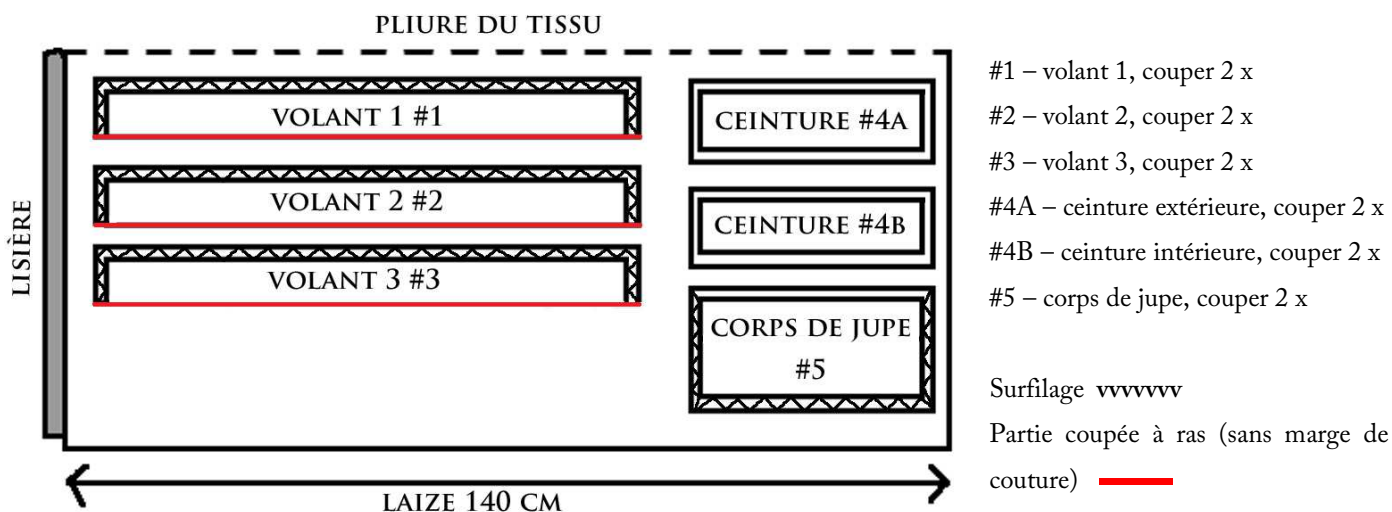 PLIURE DU TISSU
LISIÈRE
VOLANT 1 #1
VOLANT 2 #2
VOLANT 3 #3
CEINTURE #4A
CEINTURE #4B
CORPS DE JUPE
#5
LAIZE 140 CM
#1 – volant 1, couper 2 x
#2 – volant 2, couper 2 x
#3 – volant 3, couper 2 x
#4A – ceinture extérieure, couper 2 x
#4B – ceinture intérieure, couper 2 x
#5 – corps de jupe, couper 2 x
Surfilage vvvvvvv
Partie coupée à ras (sans marge de
couture)